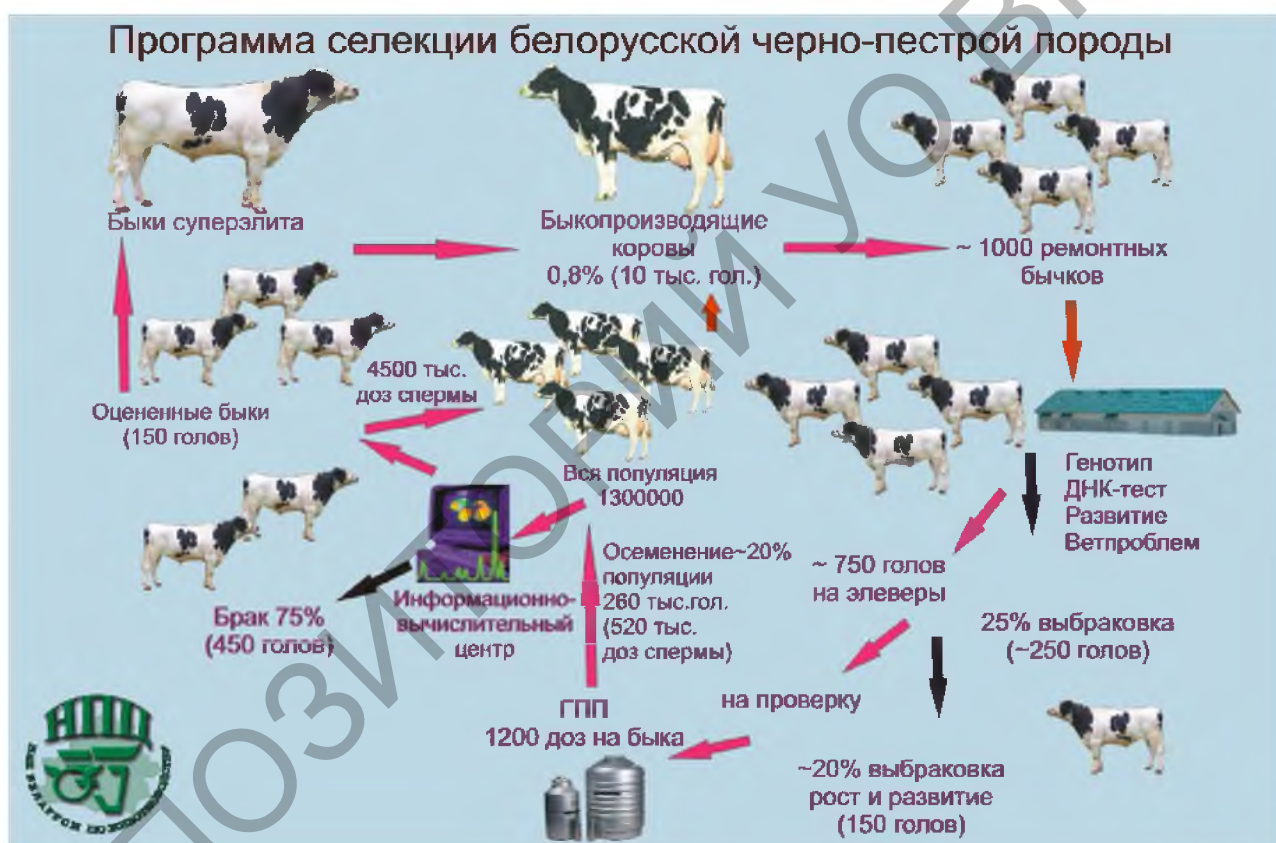 Программа селекции белорусской черно-пестрой породы
Быки суперэлита
Быкопроизводящие
коровы
0,8% (10 тыс. гол.)
~ 1000 ремонтных
бычков
4500 тыс.
доз спермы
Оцененные быки
(150 голов)
Вся популяция
1300000
Генотип
ДНК-тест
Развитие
Ветпроблем
Осеменение~20%
популяции
260 тыс.гол.
(520 тыс.
доз спермы)
~ 750 голов
на элеверы
Брак 75%
(450 голов)
Информационно-
вычислительный
центр
25% выбраковка
(~250 голов)
на проверку
ГПП
1200 доз на быка
~20% выбраковка
рост и развитие
(150 голов)
НПП